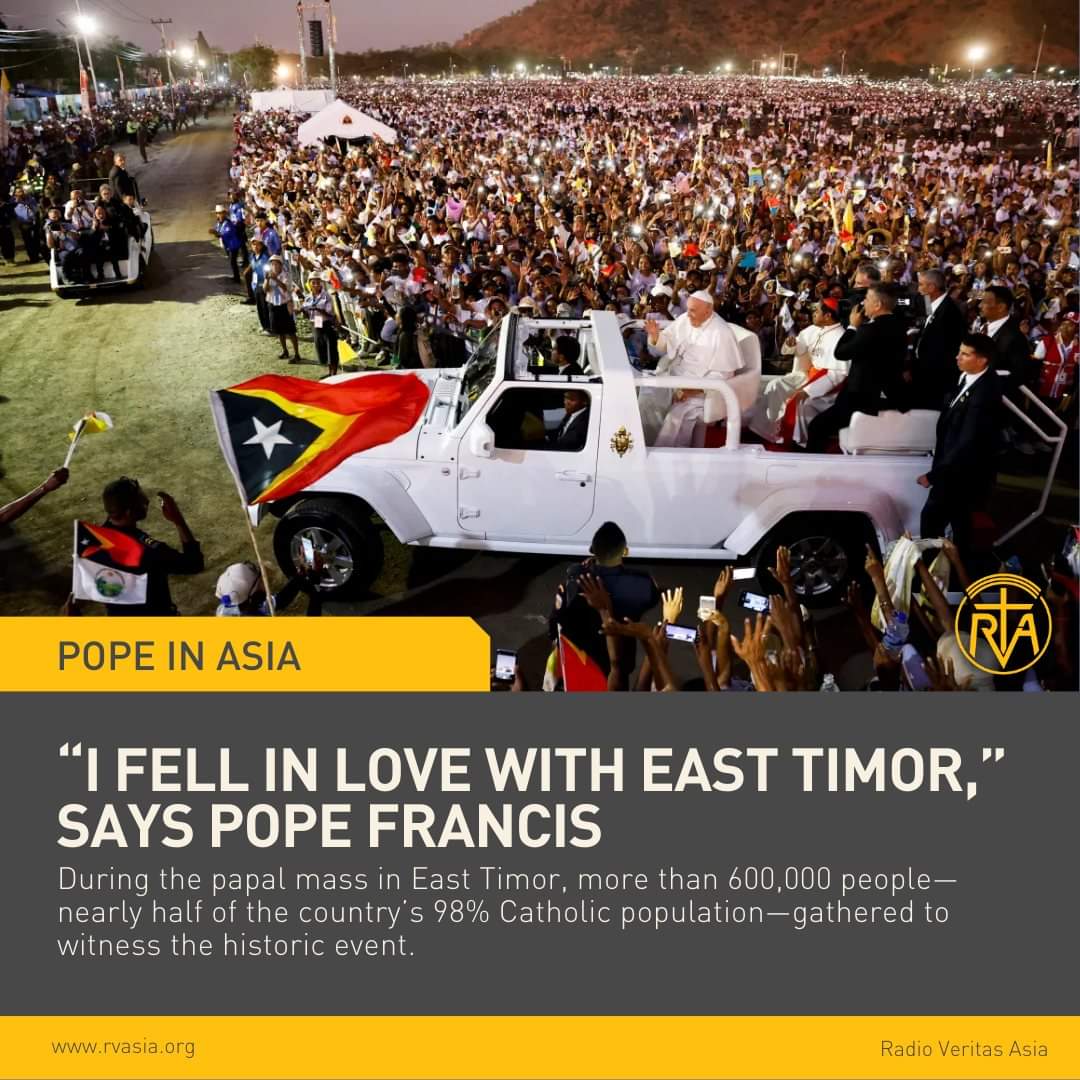 POPE IN ASIA
RVA
“I FELL IN LOVE WITH EAST TIMOR,”
SAYS POPE FRANCIS
During the papal mass in East Timor, more than 600,000 people—
nearly half of the country’s 98% Catholic population—gathered to
witness the historic event.
www.rvasia.org
Radio Veritas Asia